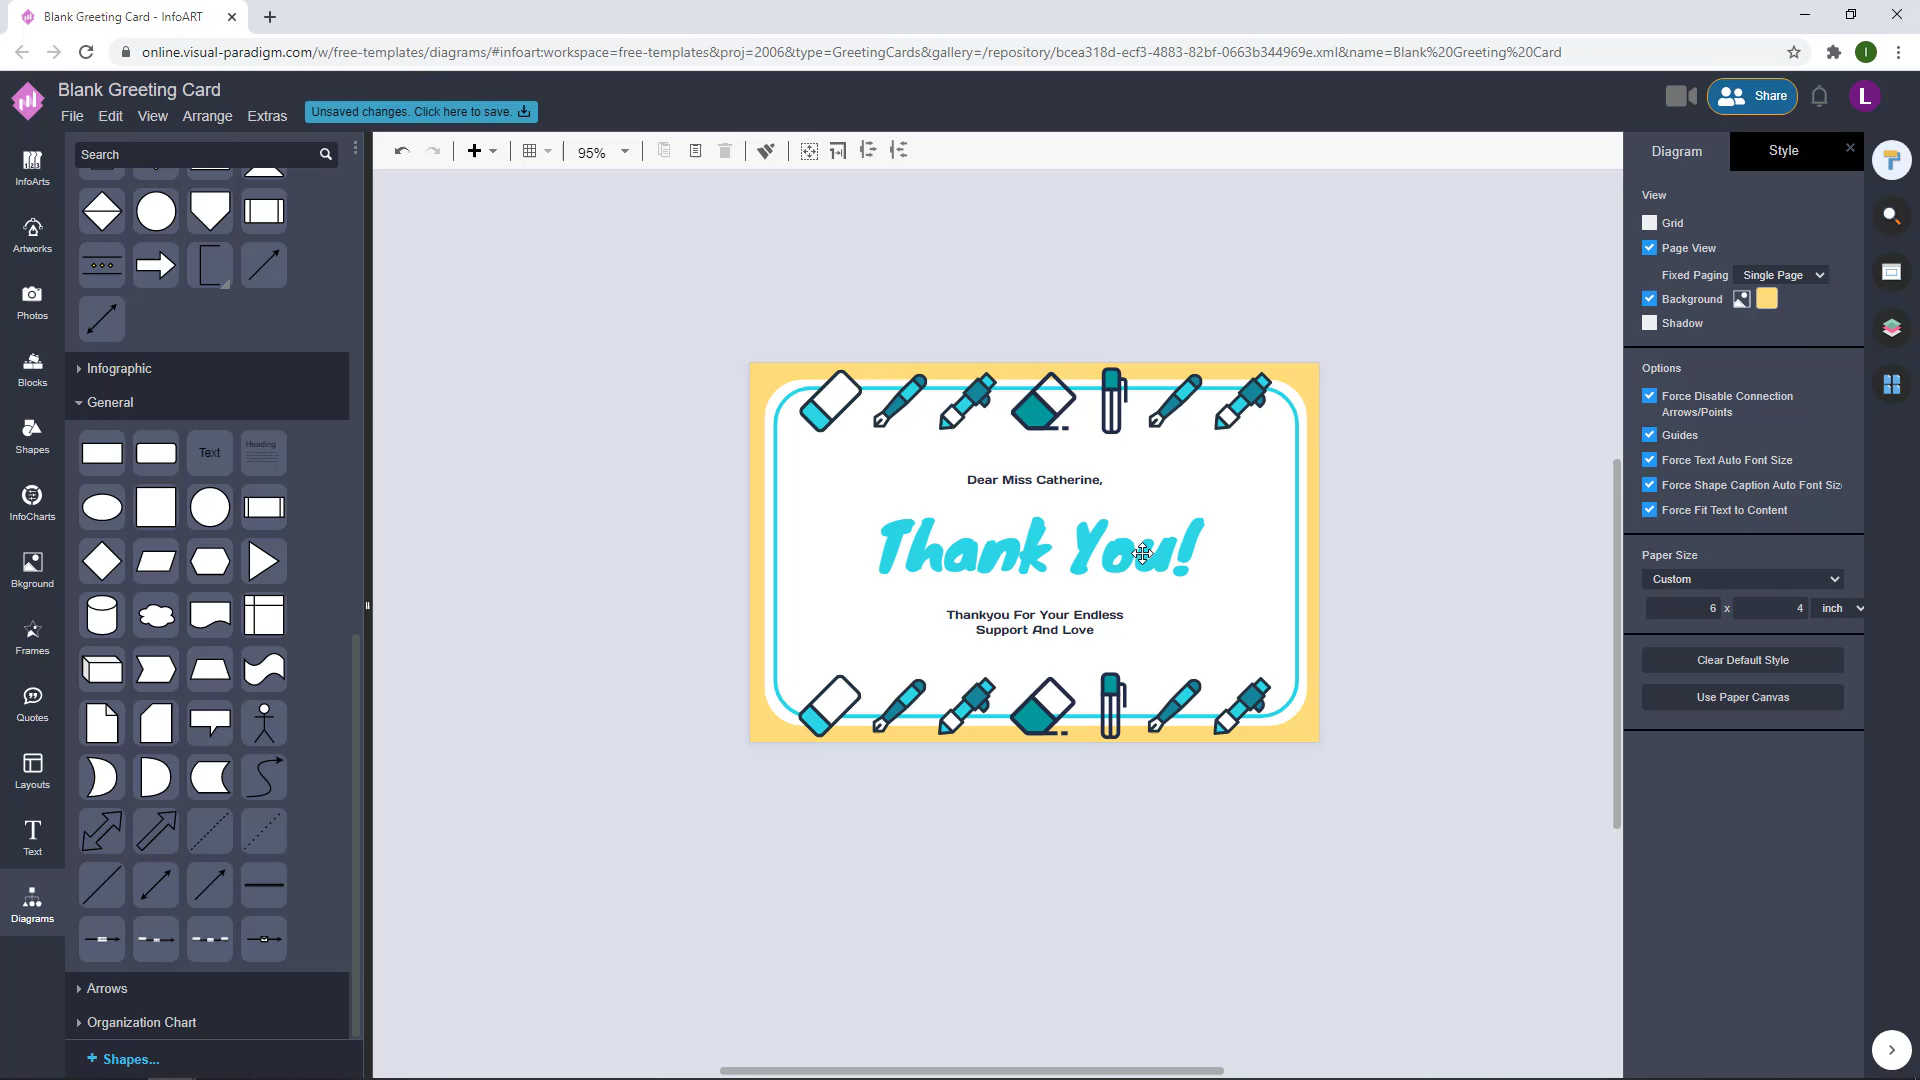 Blank Greeting Card - InfoART
online.visual-paradigm.com/w/free-templates/diagrams/#infoart:workspace=free-templates&proj=2006&type=GreetingCards&gallery=/repository/bcea318d-ecf3-4883-82bf-0663b344969e.xml&name=Blank%20Greeting%20Card
I
Blank Greeting Card
File Edit View Arrange Extras
Unsaved changes. Click here to save.
Share
L
InfoArts
Artworks
Photos
Blocks
Shapes
InfoCharts
Bkground
Frames
Quotes
Layouts
Text
Diagrams
Search
Infographic
General
Text
Heading
Arrows
Organization Chart
+ Shapes...
95%
Dear Miss Catherine,
Thank You!
Thankyou For Your Endless
Support And Love
Diagram
Style
View
Grid
Page View
Fixed Paging Single Page
Background
Shadow
Options
Force Disable Connection
Arrows/Points
Guides
Force Text Auto Font Size
Force Shape Caption Auto Font Siz
Force Fit Text to Content
Paper Size
Custom
6 x 4 inch
Clear Default Style
Use Paper Canvas